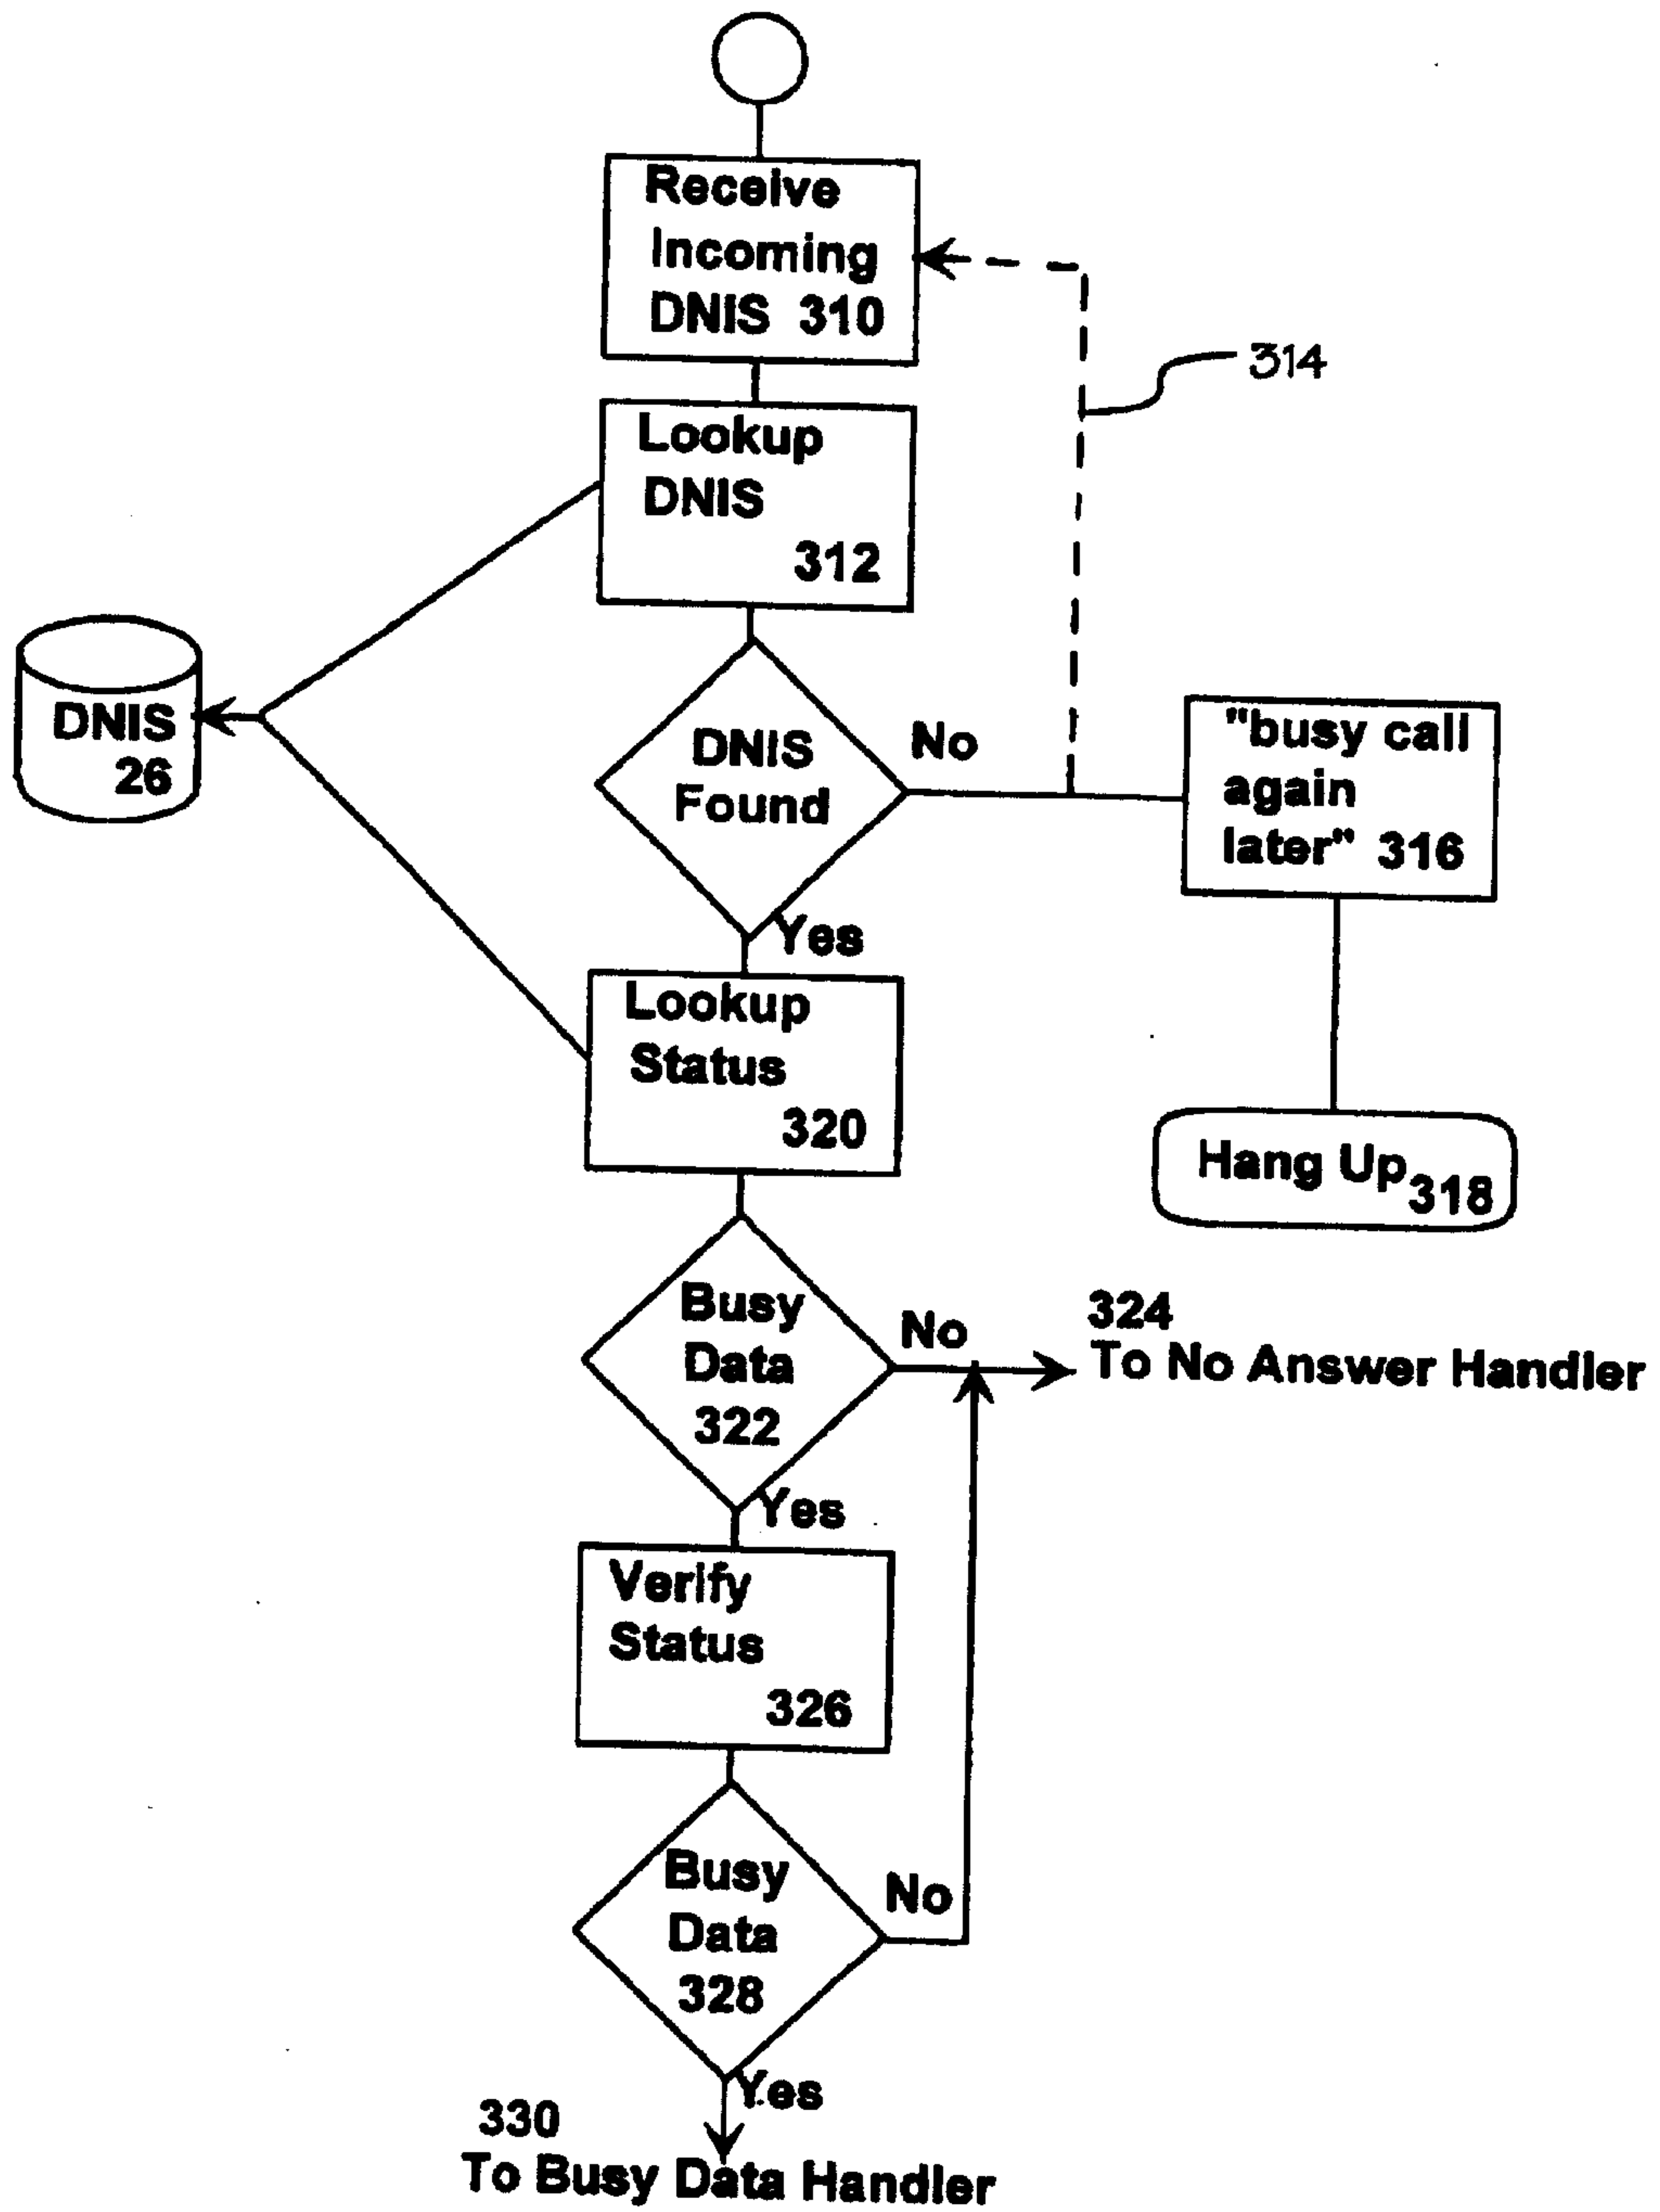 Receive
Incoming
DNIS 310
314
Lookup
DNIS
312
DNIS
26
DNIS
Found
No
Yes
"busy call
again
later" 316
Lookup
Status
320
Hang Up 318
Busy
Data
322
No
324
To No Answer Handler
Yes
Verify
Status
326
Busy
Data
328
No
Yes
330
To Busy Data Handler